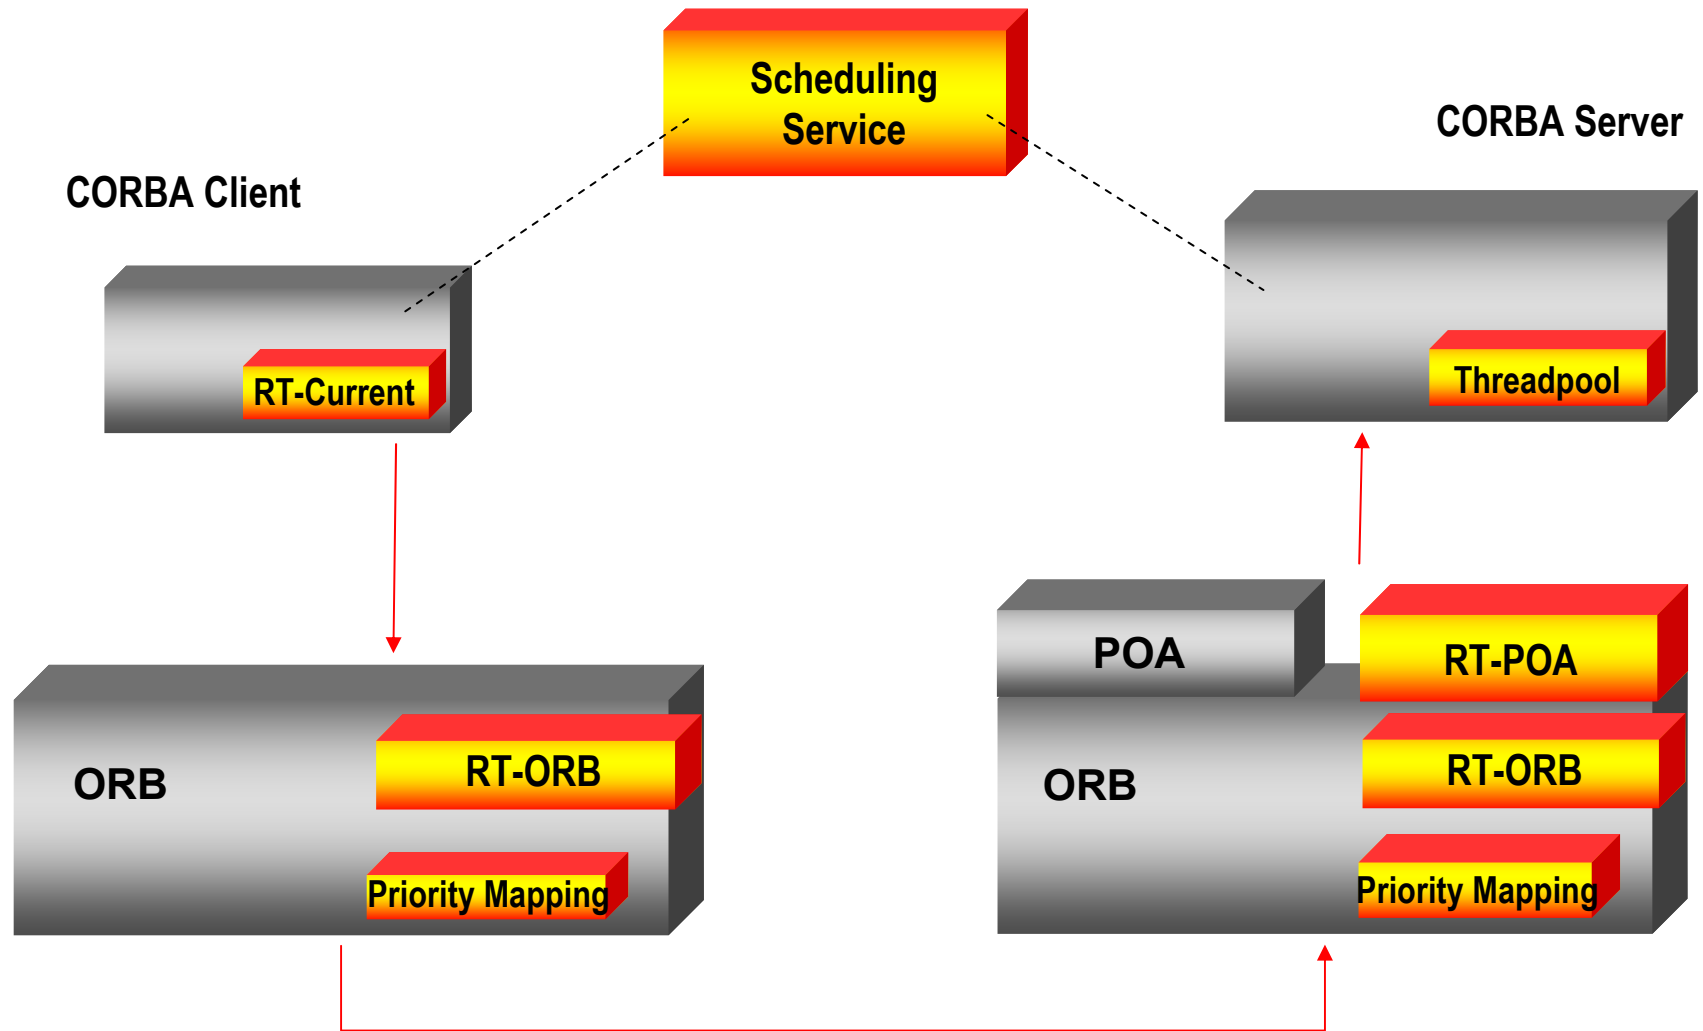 Scheduling
Service
CORBA Server
CORBA Client
RT-Current
Threadpool
POA
RT-POA
ORB
RT-ORB
ORB
RT-ORB
Priority Mapping
Priority Mapping